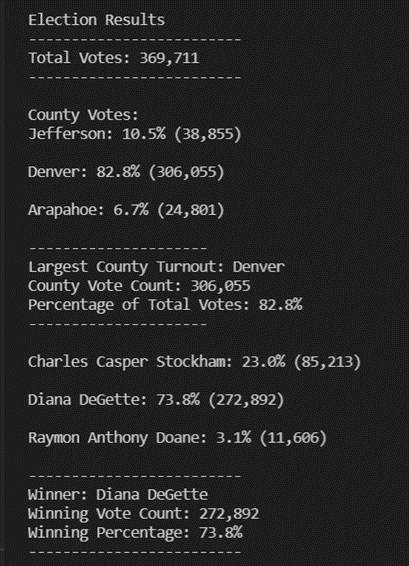 Election Results
-------------------------
Total Votes: 369,711
-------------------------
County Votes:
Jefferson: 10.5% (38,855)
Denver: 82.8% (306,055)
Arapahoe: 6.7% (24,801)
---------------------
Largest County Turnout: Denver
County Vote Count: 306,055
Percentage of Total Votes: 82.8%
---------------------
Charles Casper Stockham: 23.0% (85,213)
Diana DeGette: 73.8% (272,892)
Raymon Anthony Doane: 3.1% (11,606)
-------------------------
Winner: Diana DeGette
Winning Vote Count: 272,892
Winning Percentage: 73.8%
-------------------------